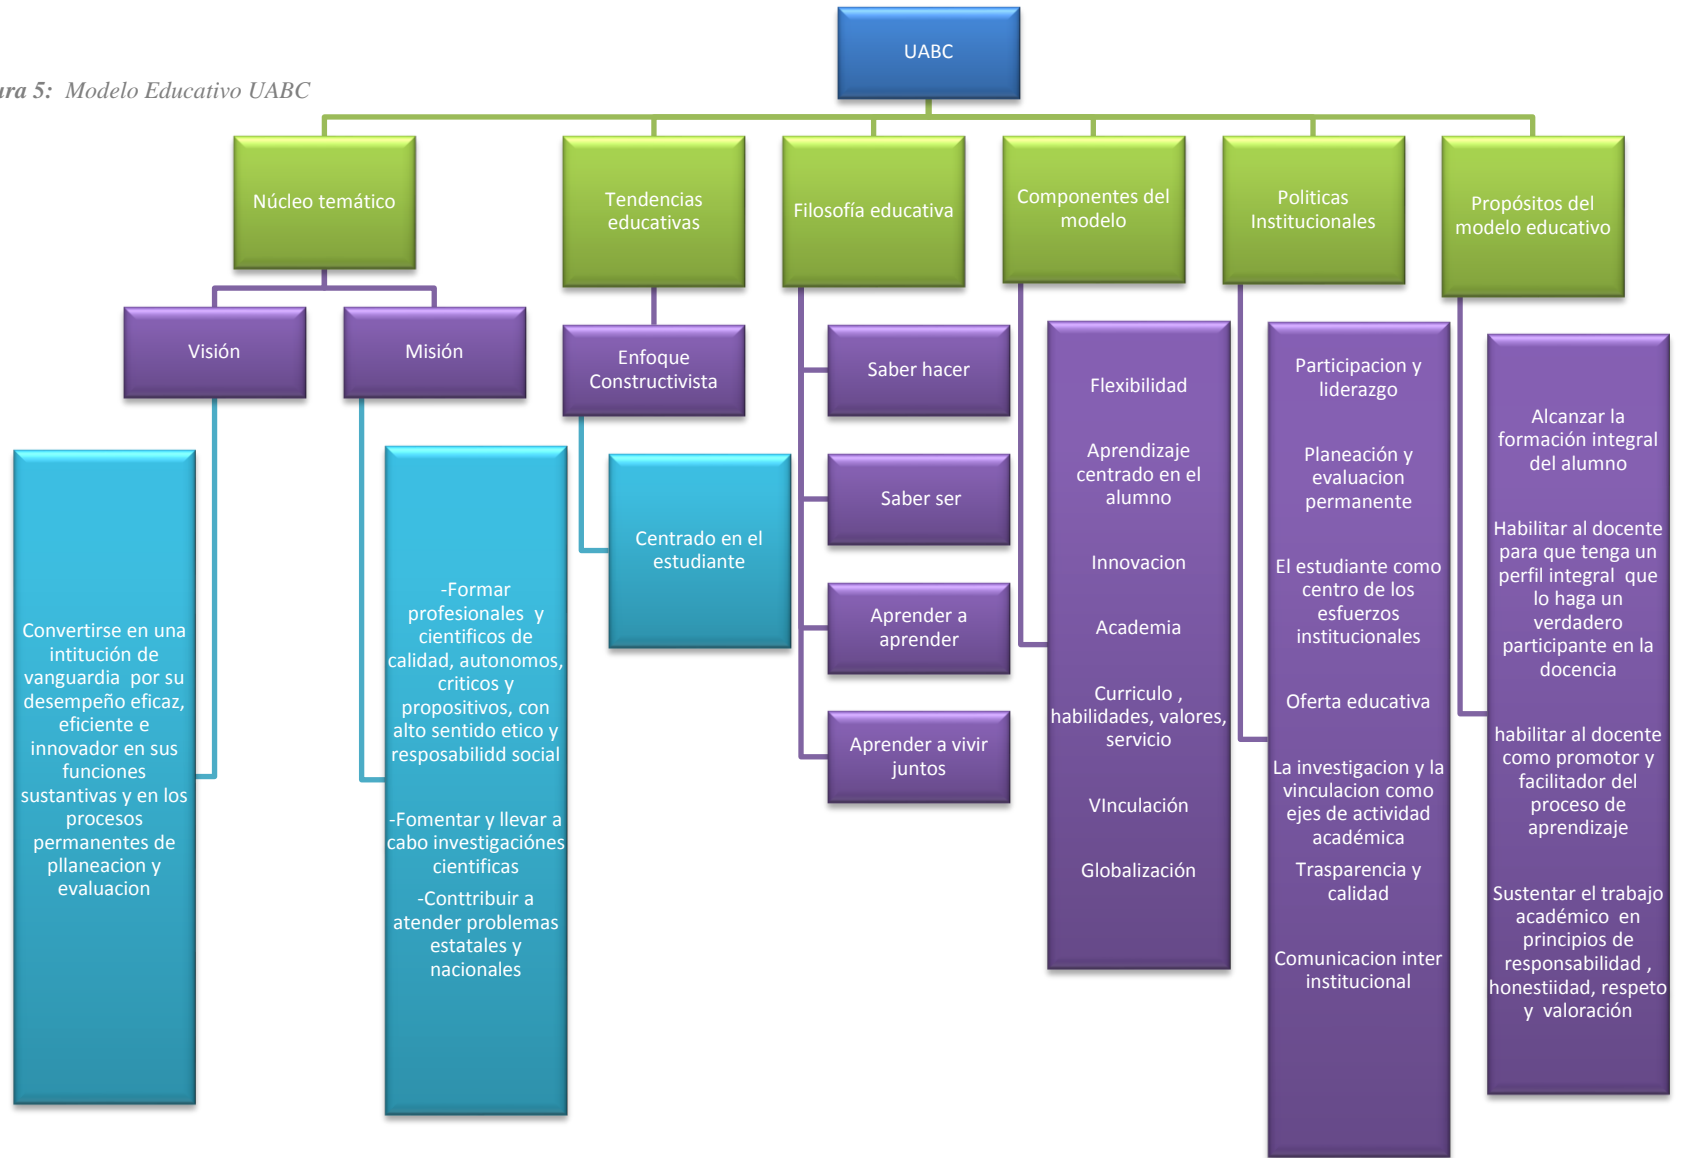 UABC
ura 5: Modelo Educativo UABC
Núcleo temático
Tendencias
educativas
Filosofía educativa
Componentes del
modelo
Politicas
Institucionales
Propósitos del
modelo educativo
Visión
Misión
Enfoque
Constructivista
Convertirse en una
intitución de
vanguardia por su
desempeño eficaz,
eficiente e
innovador en sus
funciones
sustantivas y en los
procesos
permanentes de
pllaneacion y
evaluacion
-Formar
profesionales y
cientificos de
calidad, autonomos,
criticos y
propositivos, con
alto sentido etico y
resposabilidd social
-Fomentar y llevar a
cabo investigaciónes
cientificas
-Conttribuir a
atender problemas
estatales y
nacionales
Centrado en el
estudiante
Saber hacer
Saber ser
Aprender a
aprender
Aprender a vivir
juntos
Flexibilidad
Aprendizaje
centrado en el
alumno
Innovacion
Academia
Curriculo ,
habilidades, valores,
servicio
VInculación
Globalización
Participacion y
liderazgo
Planeación y
evaluacion
permanente
El estudiante como
centro de los
esfuerzos
institucionales
Oferta educativa
La investigacion y la
vinculacion como
ejes de actividad
académica
Trasparencia y
calidad
Comunicacion inter
institucional
Alcanzar la
formación integral
del alumno
Habilitar al docente
para que tenga un
perfil integral que
lo haga un
verdadero
participante en la
docencia
habilitar al docente
como promotor y
facilitador del
proceso de
aprendizaje
Sustentar el trabajo
académico en
principios de
responsabilidad ,
honestiidad, respeto
y valoración